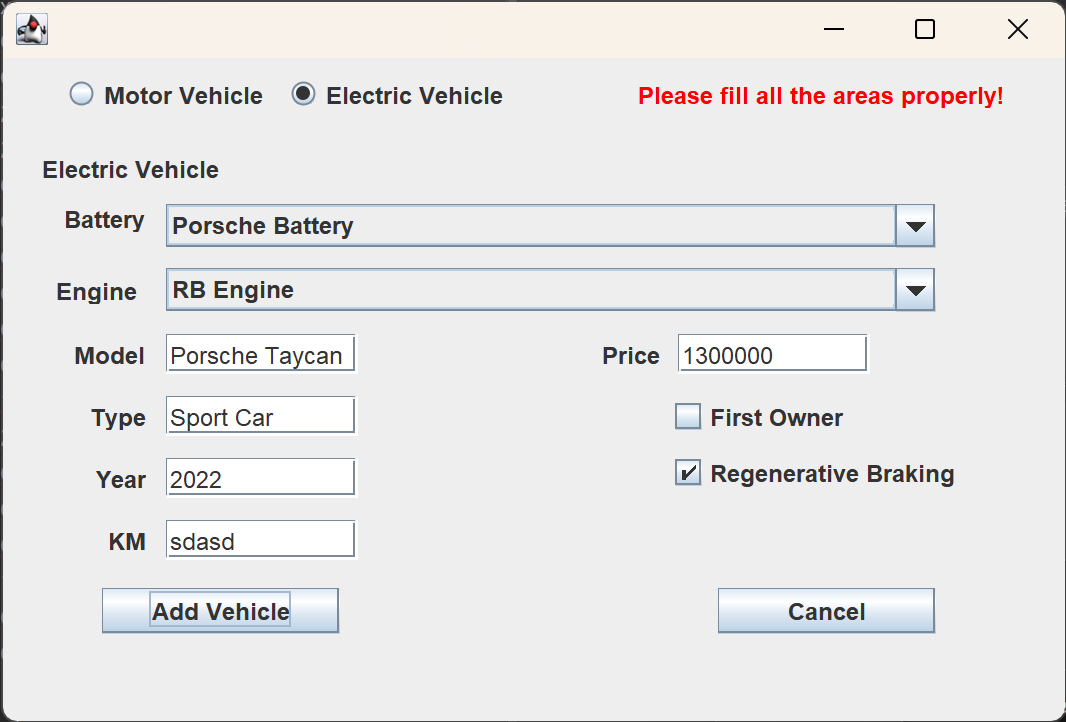 Motor Vehicle Electric Vehicle Please fill all the areas properly!
Electric Vehicle
Battery Porsche Battery
Engine RB Engine
Model Porsche Taycan Price 1300000
Type Sport Car First Owner
Year 2022 Regenerative Braking
KM sdasd
Add Vehicle Cancel